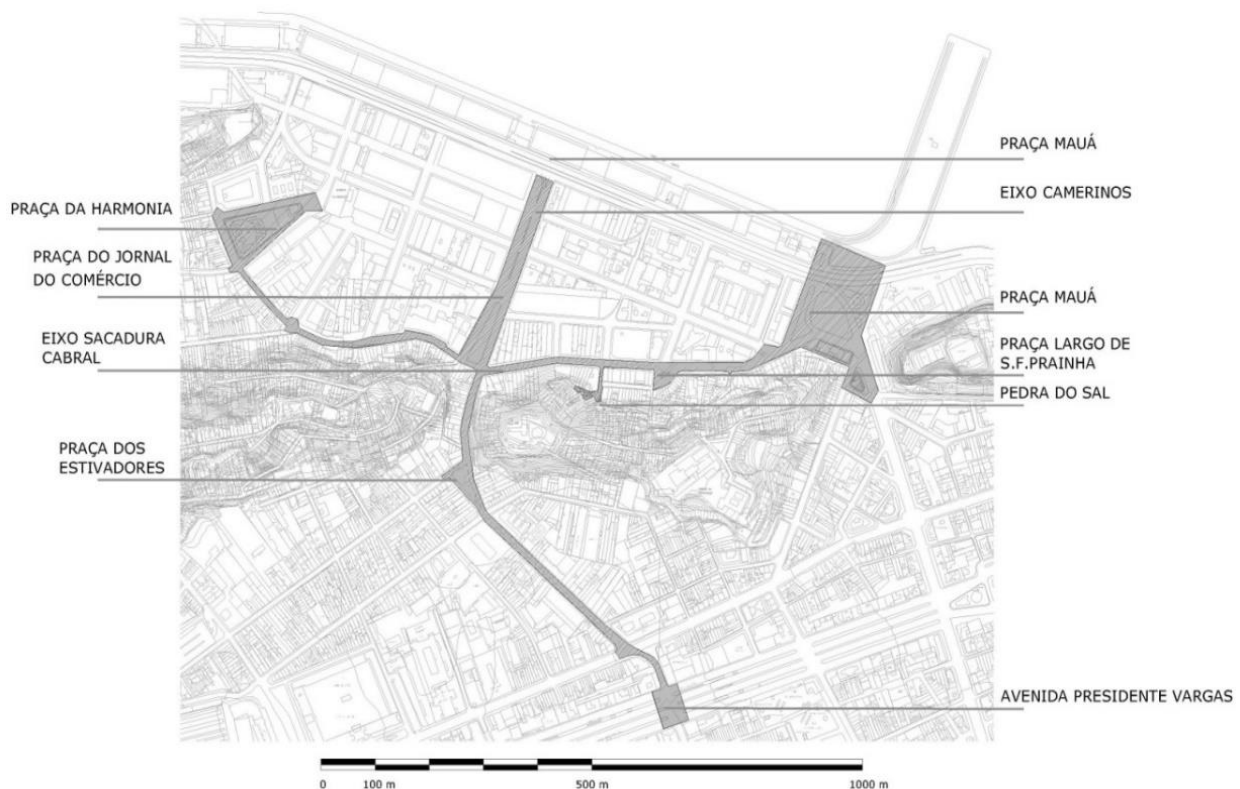 PRAÇA MAUÁ
EIXO CAMERINOS
PRAÇA DA HARMONIA
PRAÇA DO JORNAL
DO COMÉRCIO
PRAÇA MAUÁ
EIXO SACADURA
CABRAL
PRAÇA LARGO DE
S.F.PRAINHA
PEDRA DO SAL
PRAÇA DOS
ESTIVADORES
AVENIDA PRESIDENTE VARGAS
0 100 m 500 m 1000 m